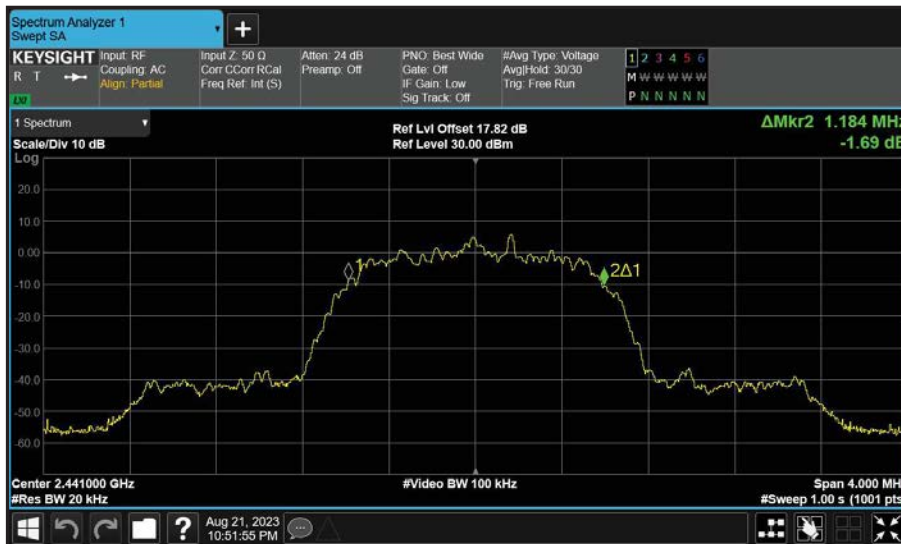 Spectrum Analyzer 1
Swept SA
+
KEYSIGHT
R T
LXI
Input: RF
Coupling: AC
Align: Partial
Input Z: 50 Ω
Corr CCorr RCal
Freq Ref: Int (S)
Atten: 24 dB
Preamp: Off
PNO: Best Wide
Gate: Off
IF Gain: Low
Sig Track: Off
#Avg Type: Voltage
Avg|Hold: 30/30
Trig: Free Run
1 2 3 4 5 6
M W W W W W
P N N N N N
1 Spectrum
Scale/Div 10 dB
Ref Lvl Offset 17.82 dB
Ref Level 30.00 dBm
ΔMkr2 1.184 MHz
-1.69 dB
Log
20.0
10.0
0.00
-10.0
-20.0
-30.0
-40.0
-50.0
-60.0
1
2Δ1
Center 2.441000 GHz
#Res BW 20 kHz
#Video BW 100 kHz
Span 4.000 MH
#Sweep 1.00 s (1001 pts
?
Aug 21, 2023
10:51:55 PM